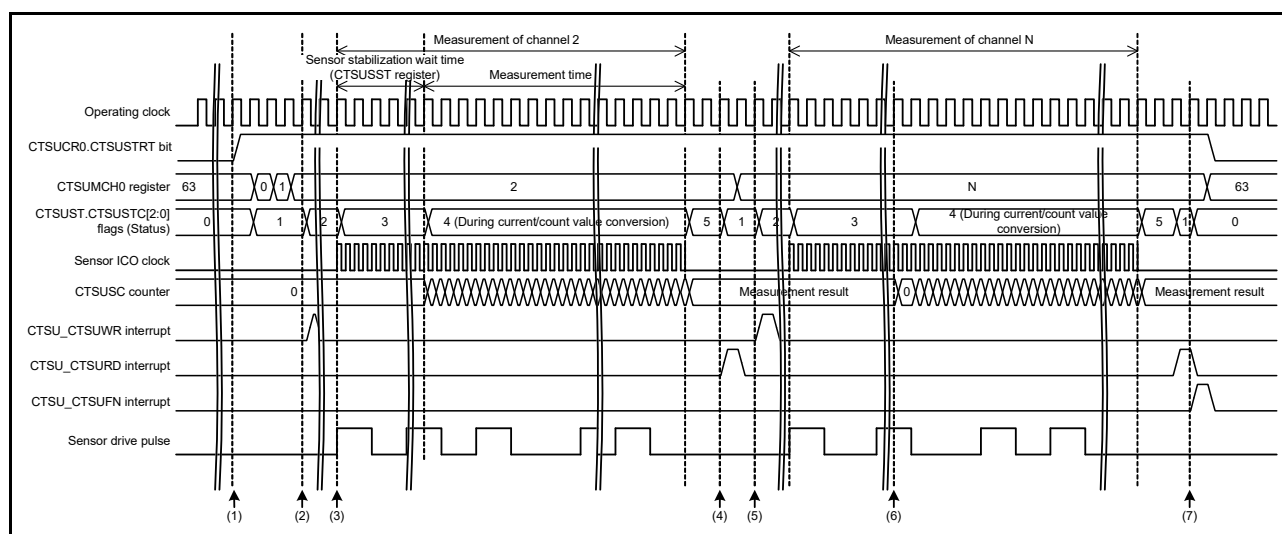 Measurement of channel 2
Measurement of channel N
Sensor stabilization wait time
(CTSUSST register)
Measurement time
Operating clock
CTSUCR0.CTSUSTRT bit
CTSUMCH0 register
63
0
1
2
N
63
CTSUST.CTSUSTC[2:0]
flags (Status)
0
1
2
3
4 (During current/count value conversion)
5
1
2
3
4 (During current/count value
conversion)
5
1
0
Sensor ICO clock
CTSUSC counter
0
Measurement result
0
Measurement result
CTSU_CTSUWR interrupt
CTSU_CTSURD interrupt
CTSU_CTSUFN interrupt
Sensor drive pulse
(1)
(2)
(3)
(4)
(5)
(6)
(7)